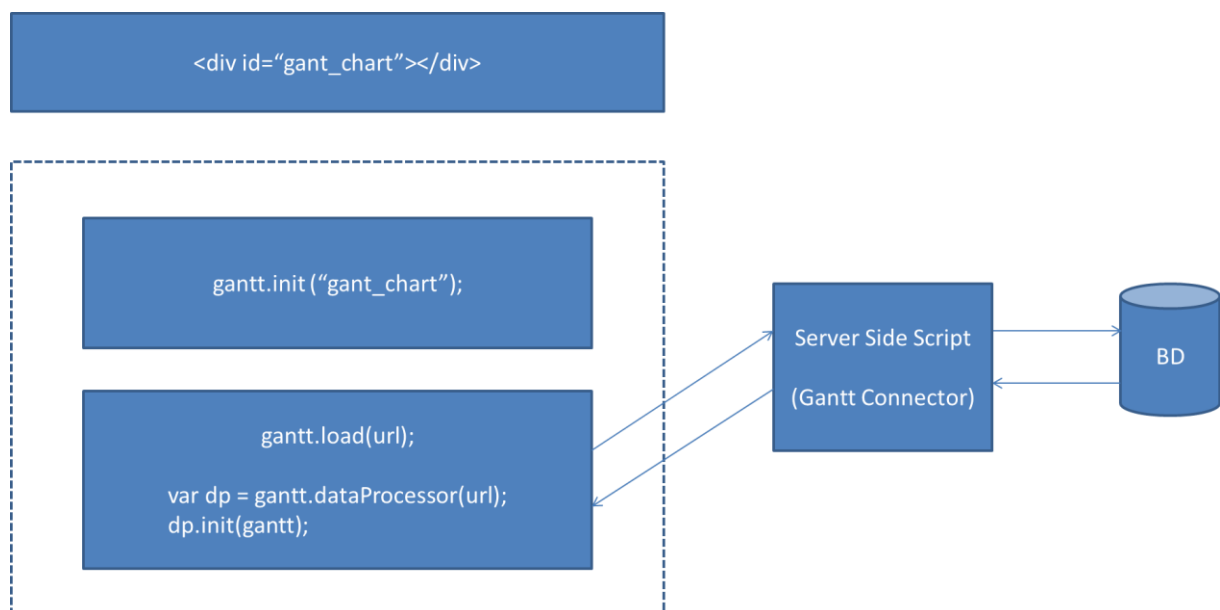 <div id=“gant_chart”></div>
gantt.init (“gant_chart”);
gantt.load(url);
var dp = gantt.dataProcessor(url);
dp.init(gantt);
Server Side Script
(Gantt Connector)
BD